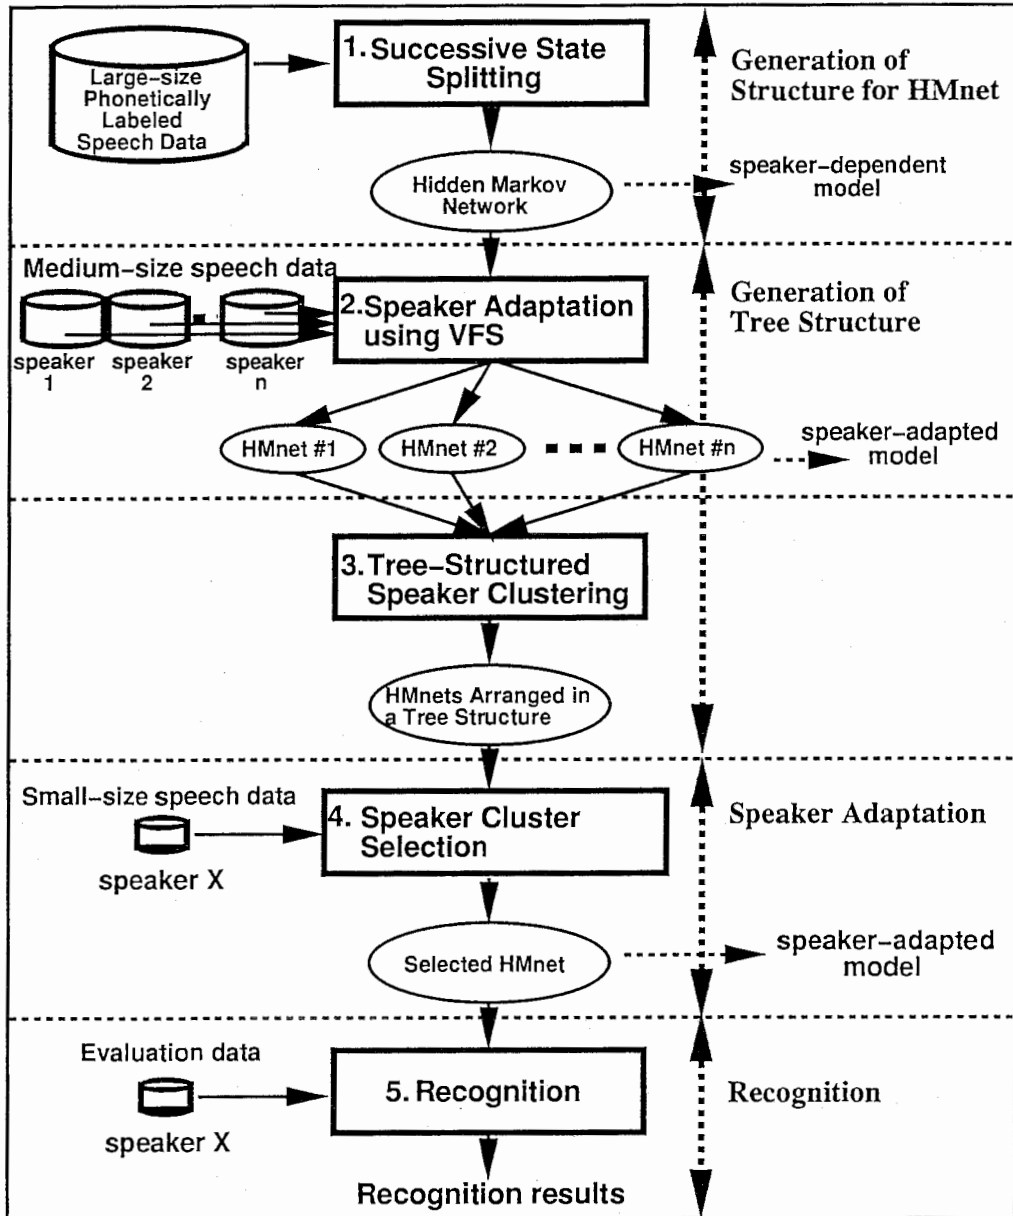 Large-size
Phonetically
Labeled
Speech Data
1. Successive State
Splitting
Generation of
Structure for HMnet
Hidden Markov
Network
speaker-dependent
model
Medium-size speech data
speaker
1
speaker
2
speaker
n
2. Speaker Adaptation
using VFS
Generation of
Tree Structure
HMnet #1
HMnet #2
HMnet #n
speaker-adapted
model
3. Tree-Structured
Speaker Clustering
HMnets Arranged in
a Tree Structure
Small-size speech data
speaker X
4. Speaker Cluster
Selection
Speaker Adaptation
Selected HMnet
speaker-adapted
model
Evaluation data
speaker X
5. Recognition
Recognition
Recognition results